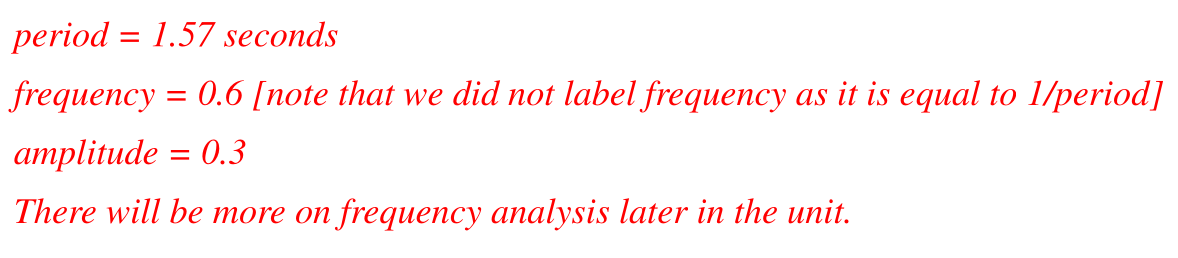 period = 1.57 seconds
frequency = 0.6 [note that we did not label frequency as it is equal to 1/period]
amplitude = 0.3
There will be more on frequency analysis later in the unit.